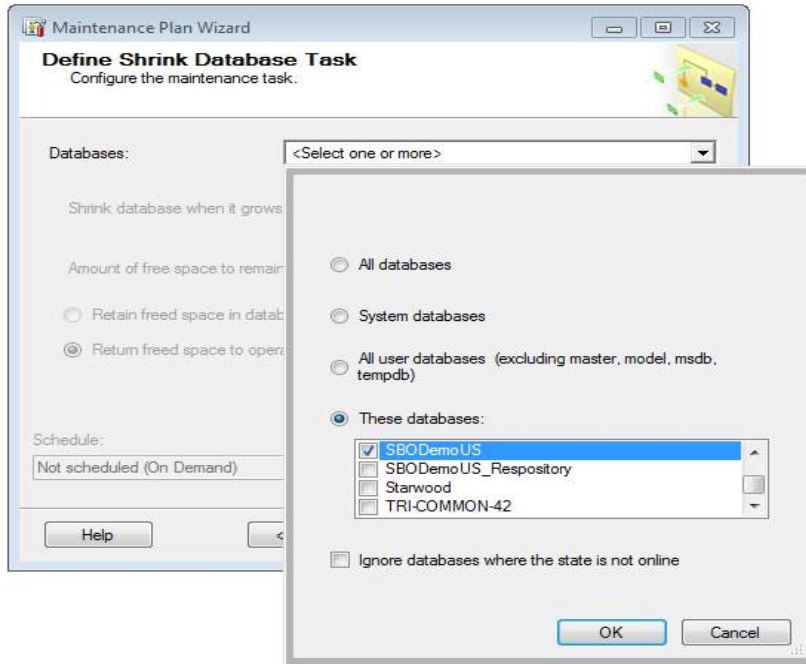 Maintenance Plan Wizard
Define Shrink Database Task
Configure the maintenance task.
Databases:
<Select one or more>
Shrink database when it grows
Amount of free space to remain
Retain freed space in datab
Return freed space to opera
Schedule:
Not scheduled (On Demand)
Help
<
All databases
System databases
All user databases (excluding master, model, msdb,
tempdb)
These databases:
SBODemoUS
SBODemoUS_Respository
Starwood
TRI-COMMON-42
Ignore databases where the state is not online
OK
Cancel